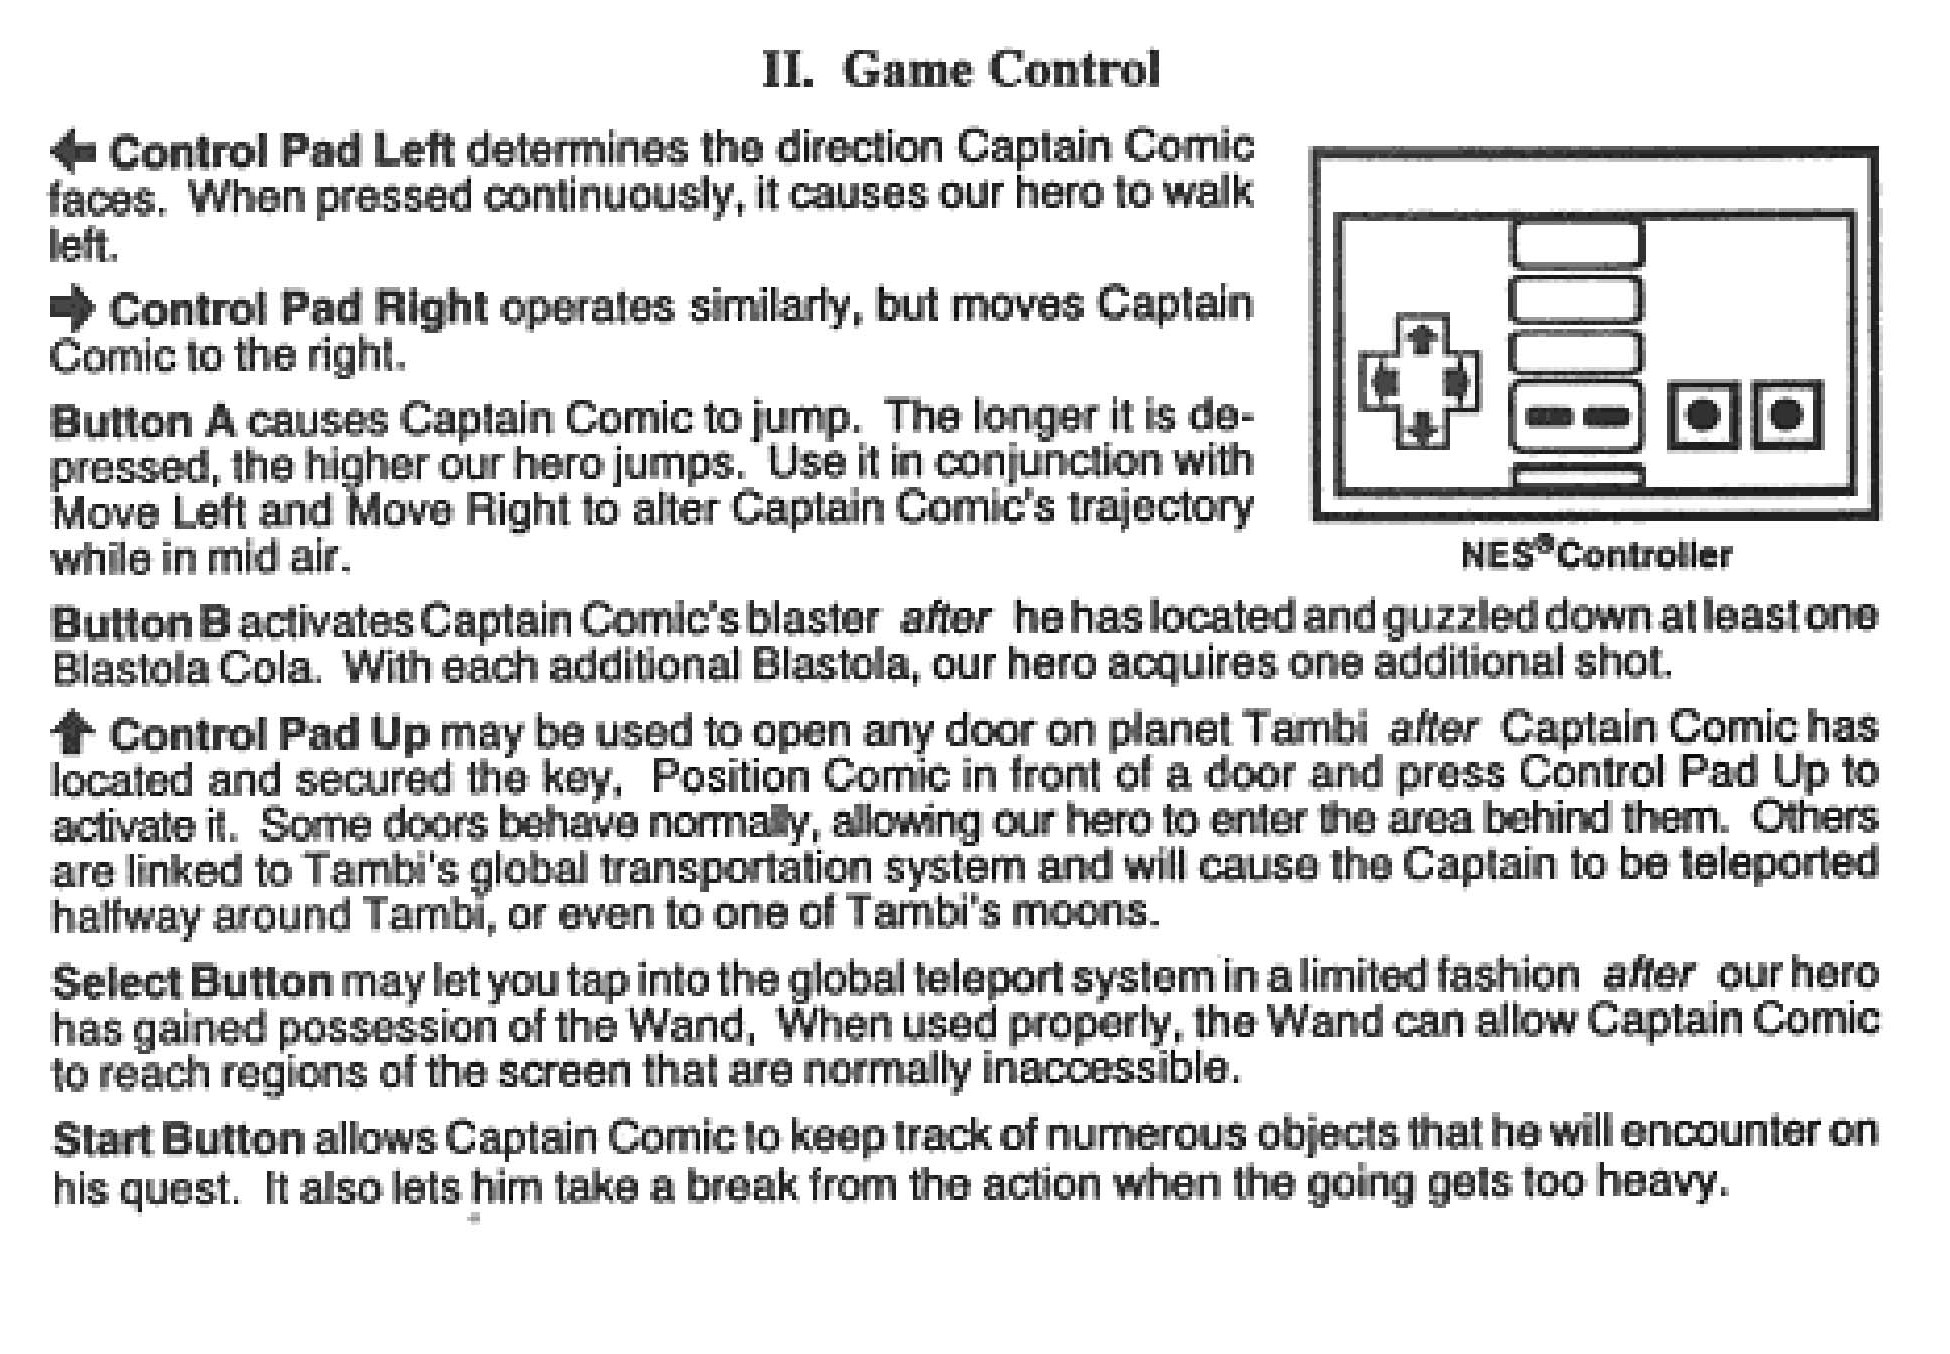 II. Game Control
← Control Pad Left determines the direction Captain Comic
faces. When pressed continuously, it causes our hero to walk
left.
→ Control Pad Right operates similarly, but moves Captain
Comic to the right.
Button A causes Captain Comic to jump. The longer it is de-
pressed, the higher our hero jumps. Use it in conjunction with
Move Left and Move Right to alter Captain Comic's trajectory
while in mid air.
NES®Controller
Button B activates Captain Comic's blaster after he has located and guzzled down at least one
Blastola Cola. With each additional Blastola, our hero acquires one additional shot.
↑ Control Pad Up may be used to open any door on planet Tambi after Captain Comic has
located and secured the key, Position Comic in front of a door and press Control Pad Up to
activate it. Some doors behave normally, allowing our hero to enter the area behind them. Others
are linked to Tambi's global transportation system and will cause the Captain to be teleported
halfway around Tambi, or even to one of Tambi's moons.
Select Button may let you tap into the global teleport system in a limited fashion after our hero
has gained possession of the Wand, When used properly, the Wand can allow Captain Comic
to reach regions of the screen that are normally inaccessible.
Start Button allows Captain Comic to keep track of numerous objects that he will encounter on
his quest. It also lets him take a break from the action when the going gets too heavy.